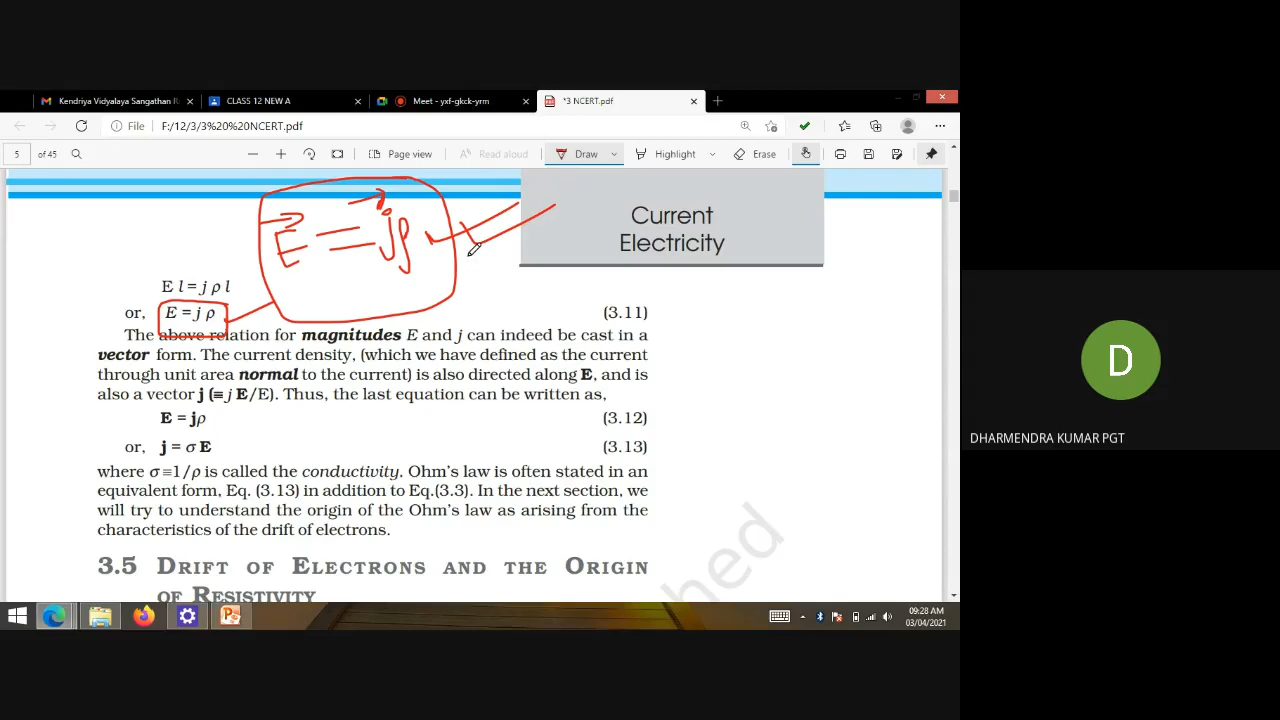 Kendriya Vidyalaya Sangathan R
CLASS 12 NEW A
Meet - yxf-gkck-yrm
*3 NCERT.pdf
File
F:/12/3/3%20%20NCERT.pdf
5 of 45
Page view
Read aloud
Draw
Highlight
Erase
Current
Electricity
E⃗ = j⃗ρ
E l = j ρ l
or, E = j ρ (3.11)
The above relation for magnitudes E and j can indeed be cast in a
vector form. The current density, (which we have defined as the current
through unit area normal to the current) is also directed along E, and is
also a vector j (≡ j E/E). Thus, the last equation can be written as,
E = jρ (3.12)
or, j = σ E (3.13)
where σ ≡1/ρ is called the conductivity. Ohm's law is often stated in an
equivalent form, Eq. (3.13) in addition to Eq.(3.3). In the next section, we
will try to understand the origin of the Ohm's law as arising from the
characteristics of the drift of electrons.
3.5 DRIFT OF ELECTRONS AND THE ORIGIN
OF RESISTIVITY
hed
D
DHARMENDRA KUMAR PGT
09:28 AM
03/04/2021